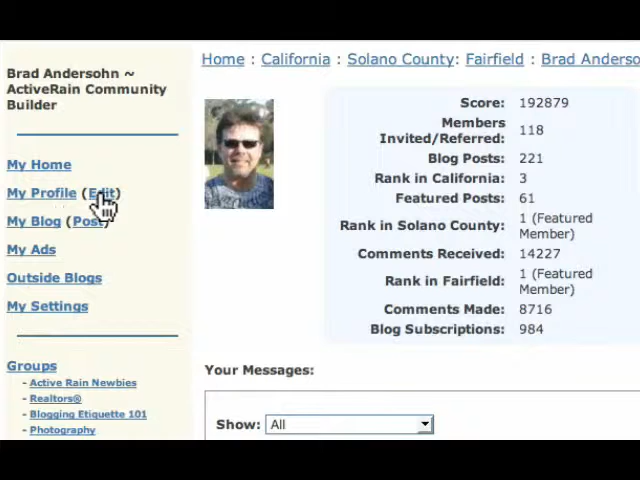 Home : California : Solano County: Fairfield : Brad Anderso
Brad Andersohn ~
ActiveRain Community
Builder
My Home
My Profile (Edit)
My Blog (Post)
My Ads
Outside Blogs
My Settings
Groups
- Active Rain Newbies
- Realtors®
- Blogging Etiquette 101
- Photography
Score: 192879
Members
Invited/Referred: 118
Blog Posts: 221
Rank in California: 3
Featured Posts: 61
Rank in Solano County: 1 (Featured
Member)
Comments Received: 14227
Rank in Fairfield: 1 (Featured
Member)
Comments Made: 8716
Blog Subscriptions: 984
Your Messages:
Show: All